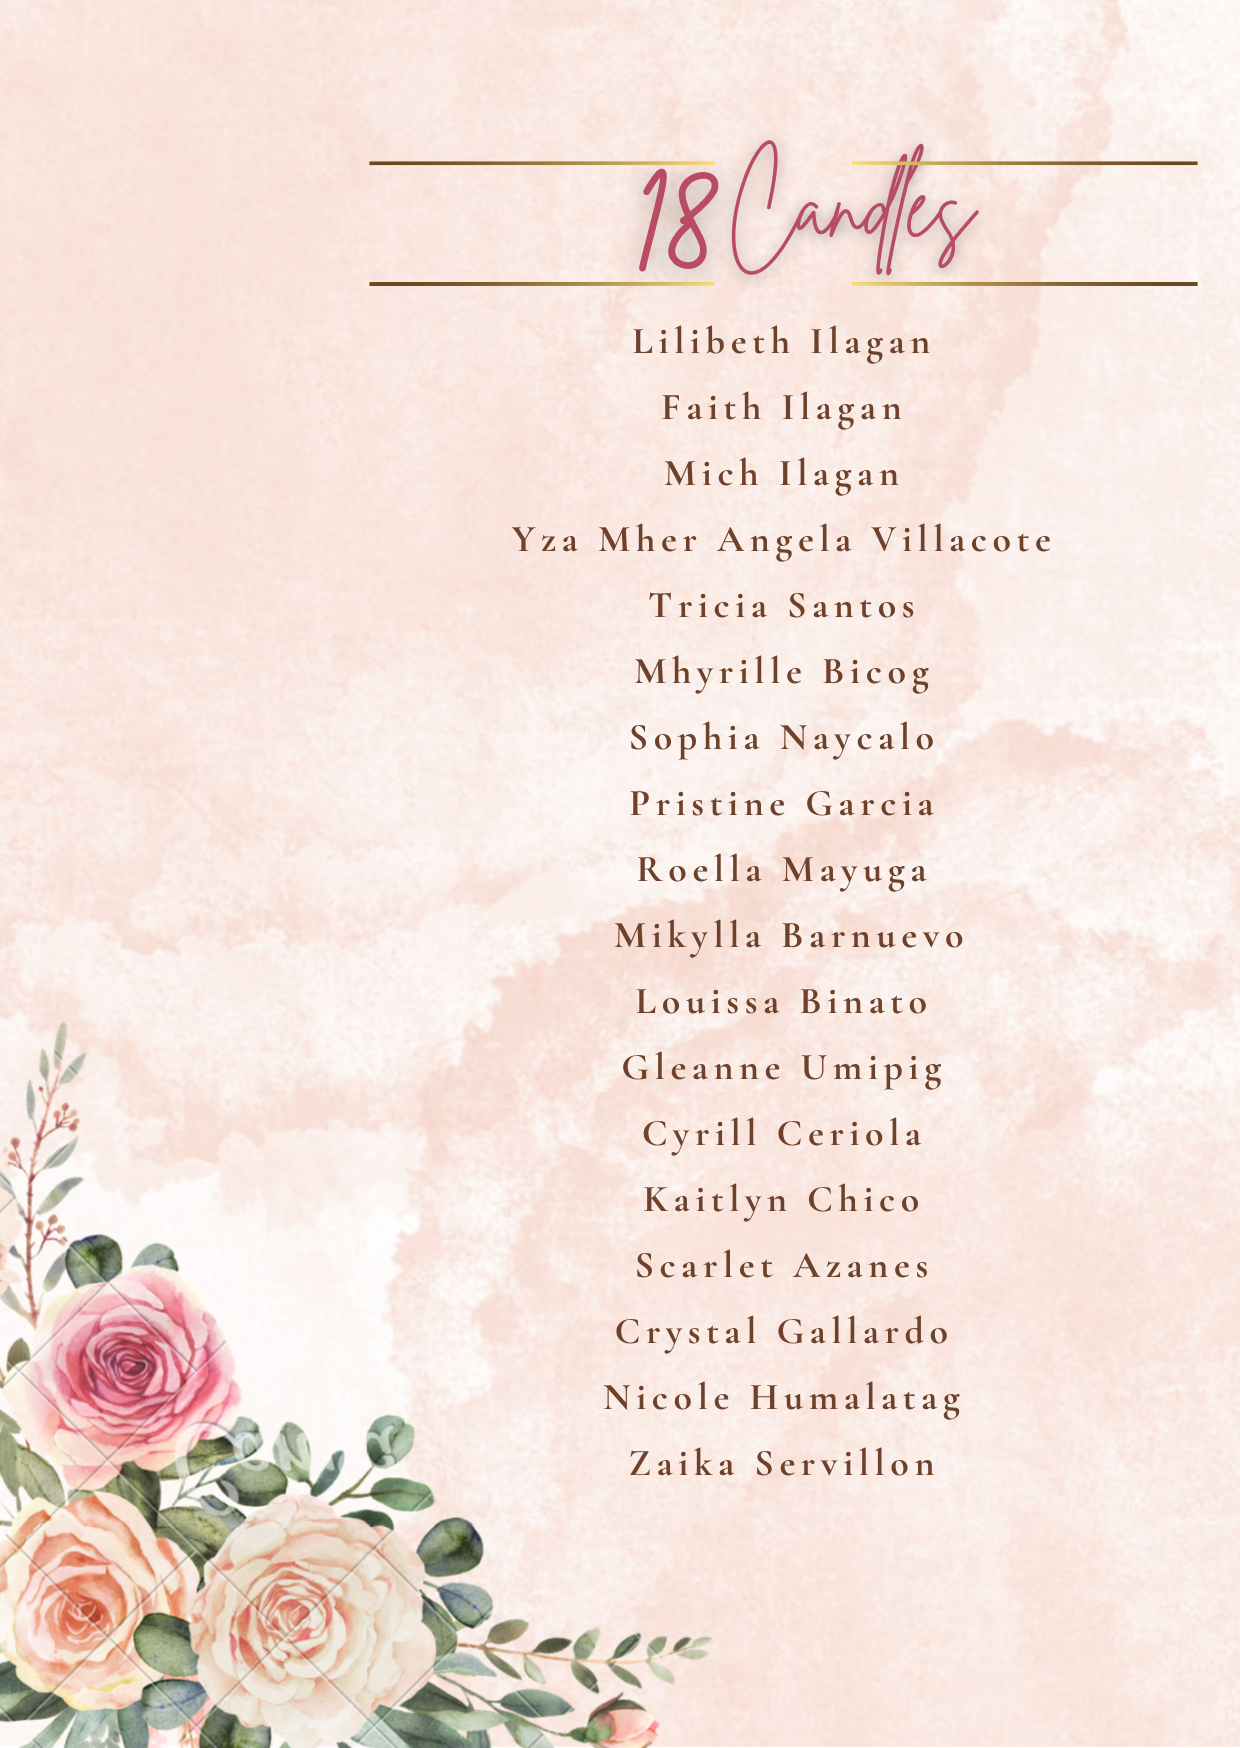 18 Candles
Lilibeth Ilagan
Faith Ilagan
Mich Ilagan
Yza Mher Angela Villacote
Tricia Santos
Mhyrille Bicog
Sophia Naycalo
Pristine Garcia
Roella Mayuga
Mikylla Barnuevo
Louissa Binato
Gleanne Umipig
Cyrill Ceriola
Kaitlyn Chico
Scarlet Azanes
Crystal Gallardo
Nicole Humalatag
Zaika Servillon